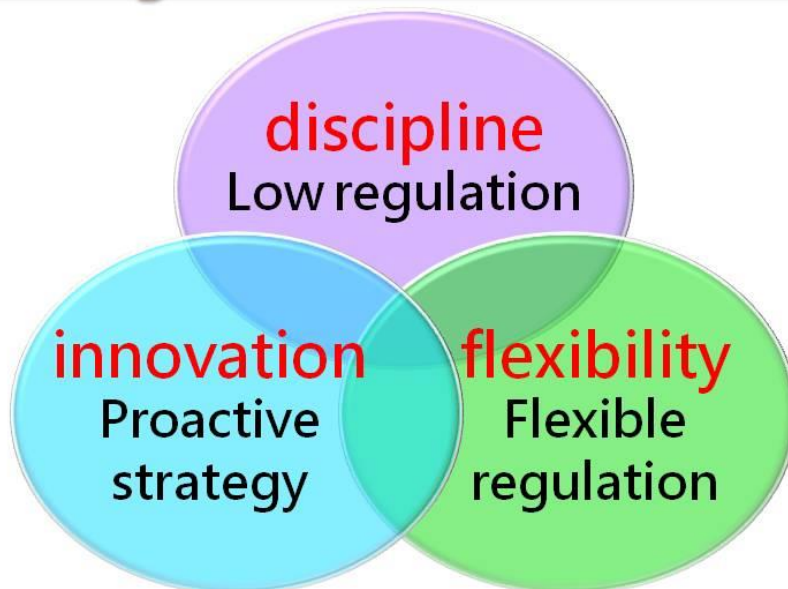 discipline
Low regulation
innovation
Proactive
strategy
flexibility
Flexible
regulation